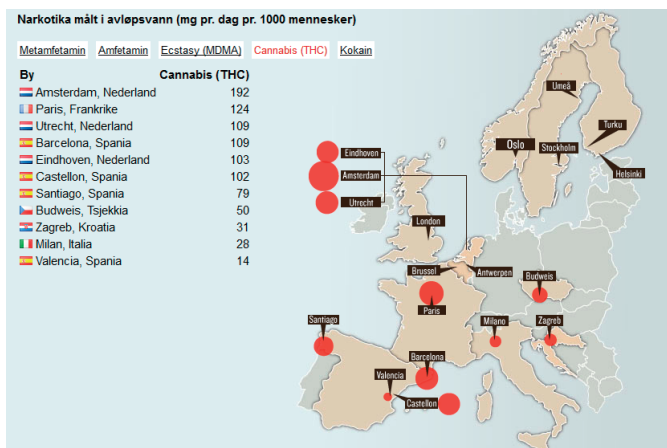 Narkotika målt i avløpsvann (mg pr. dag pr. 1000 mennesker)
Metamfetamin Amfetamin Ecstasy (MDMA) Cannabis (THC) Kokain
By Cannabis (THC)
Amsterdam, Nederland 192
Paris, Frankrike 124
Utrecht, Nederland 109
Barcelona, Spania 109
Eindhoven, Nederland 103
Castellon, Spania 102
Santiago, Spania 79
Budweis, Tsjekkia 50
Zagreb, Kroatia 31
Milan, Italia 28
Valencia, Spania 14
Umeå
Turku
Oslo
Stockholm
Helsinki
Eindhoven
Amsterdam
Utrecht
London
Brussel
Antwerpen
Budweis
Paris
Santiago
Milano
Zagreb
Barcelona
Valencia
Castellon